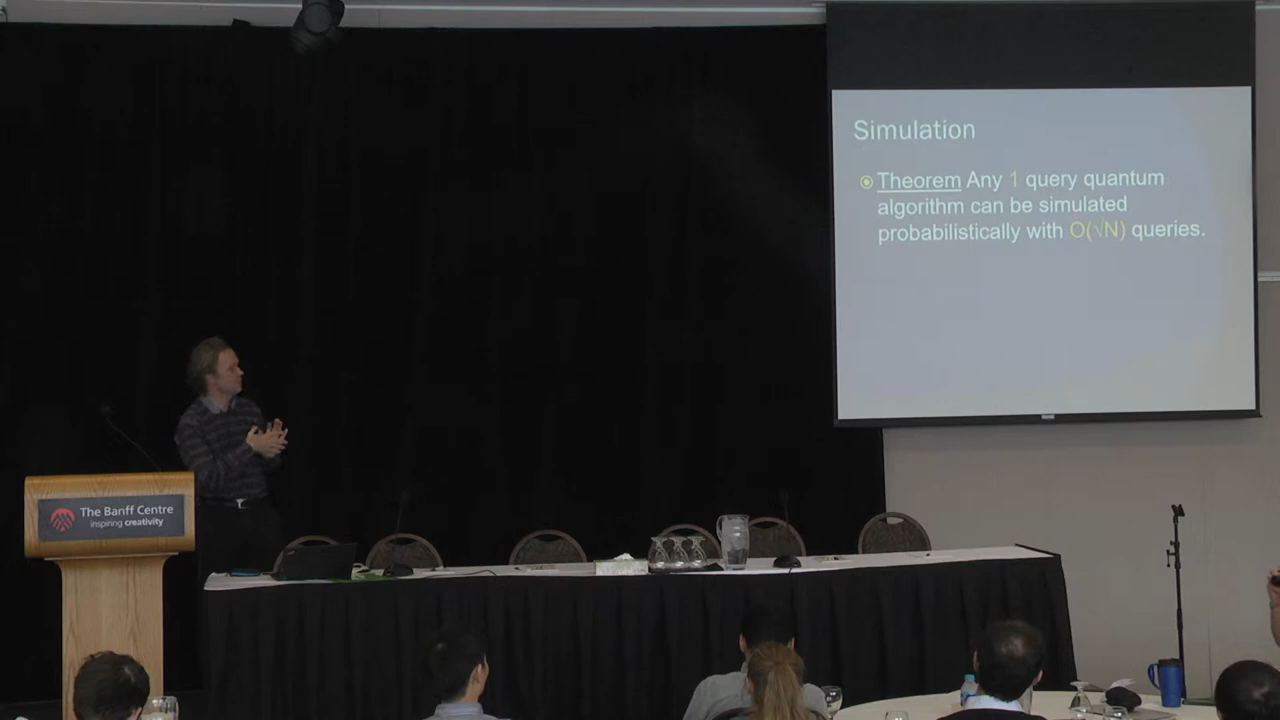 Simulation
Theorem Any 1 query quantum
algorithm can be simulated
probabilistically with O(√N) queries.
The Banff Centre
inspiring creativity